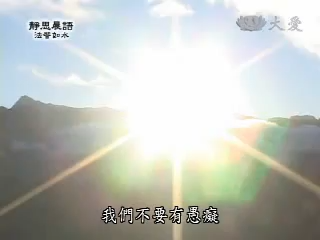 靜思晨語
法譬如水
大愛
我們不要有愚癡